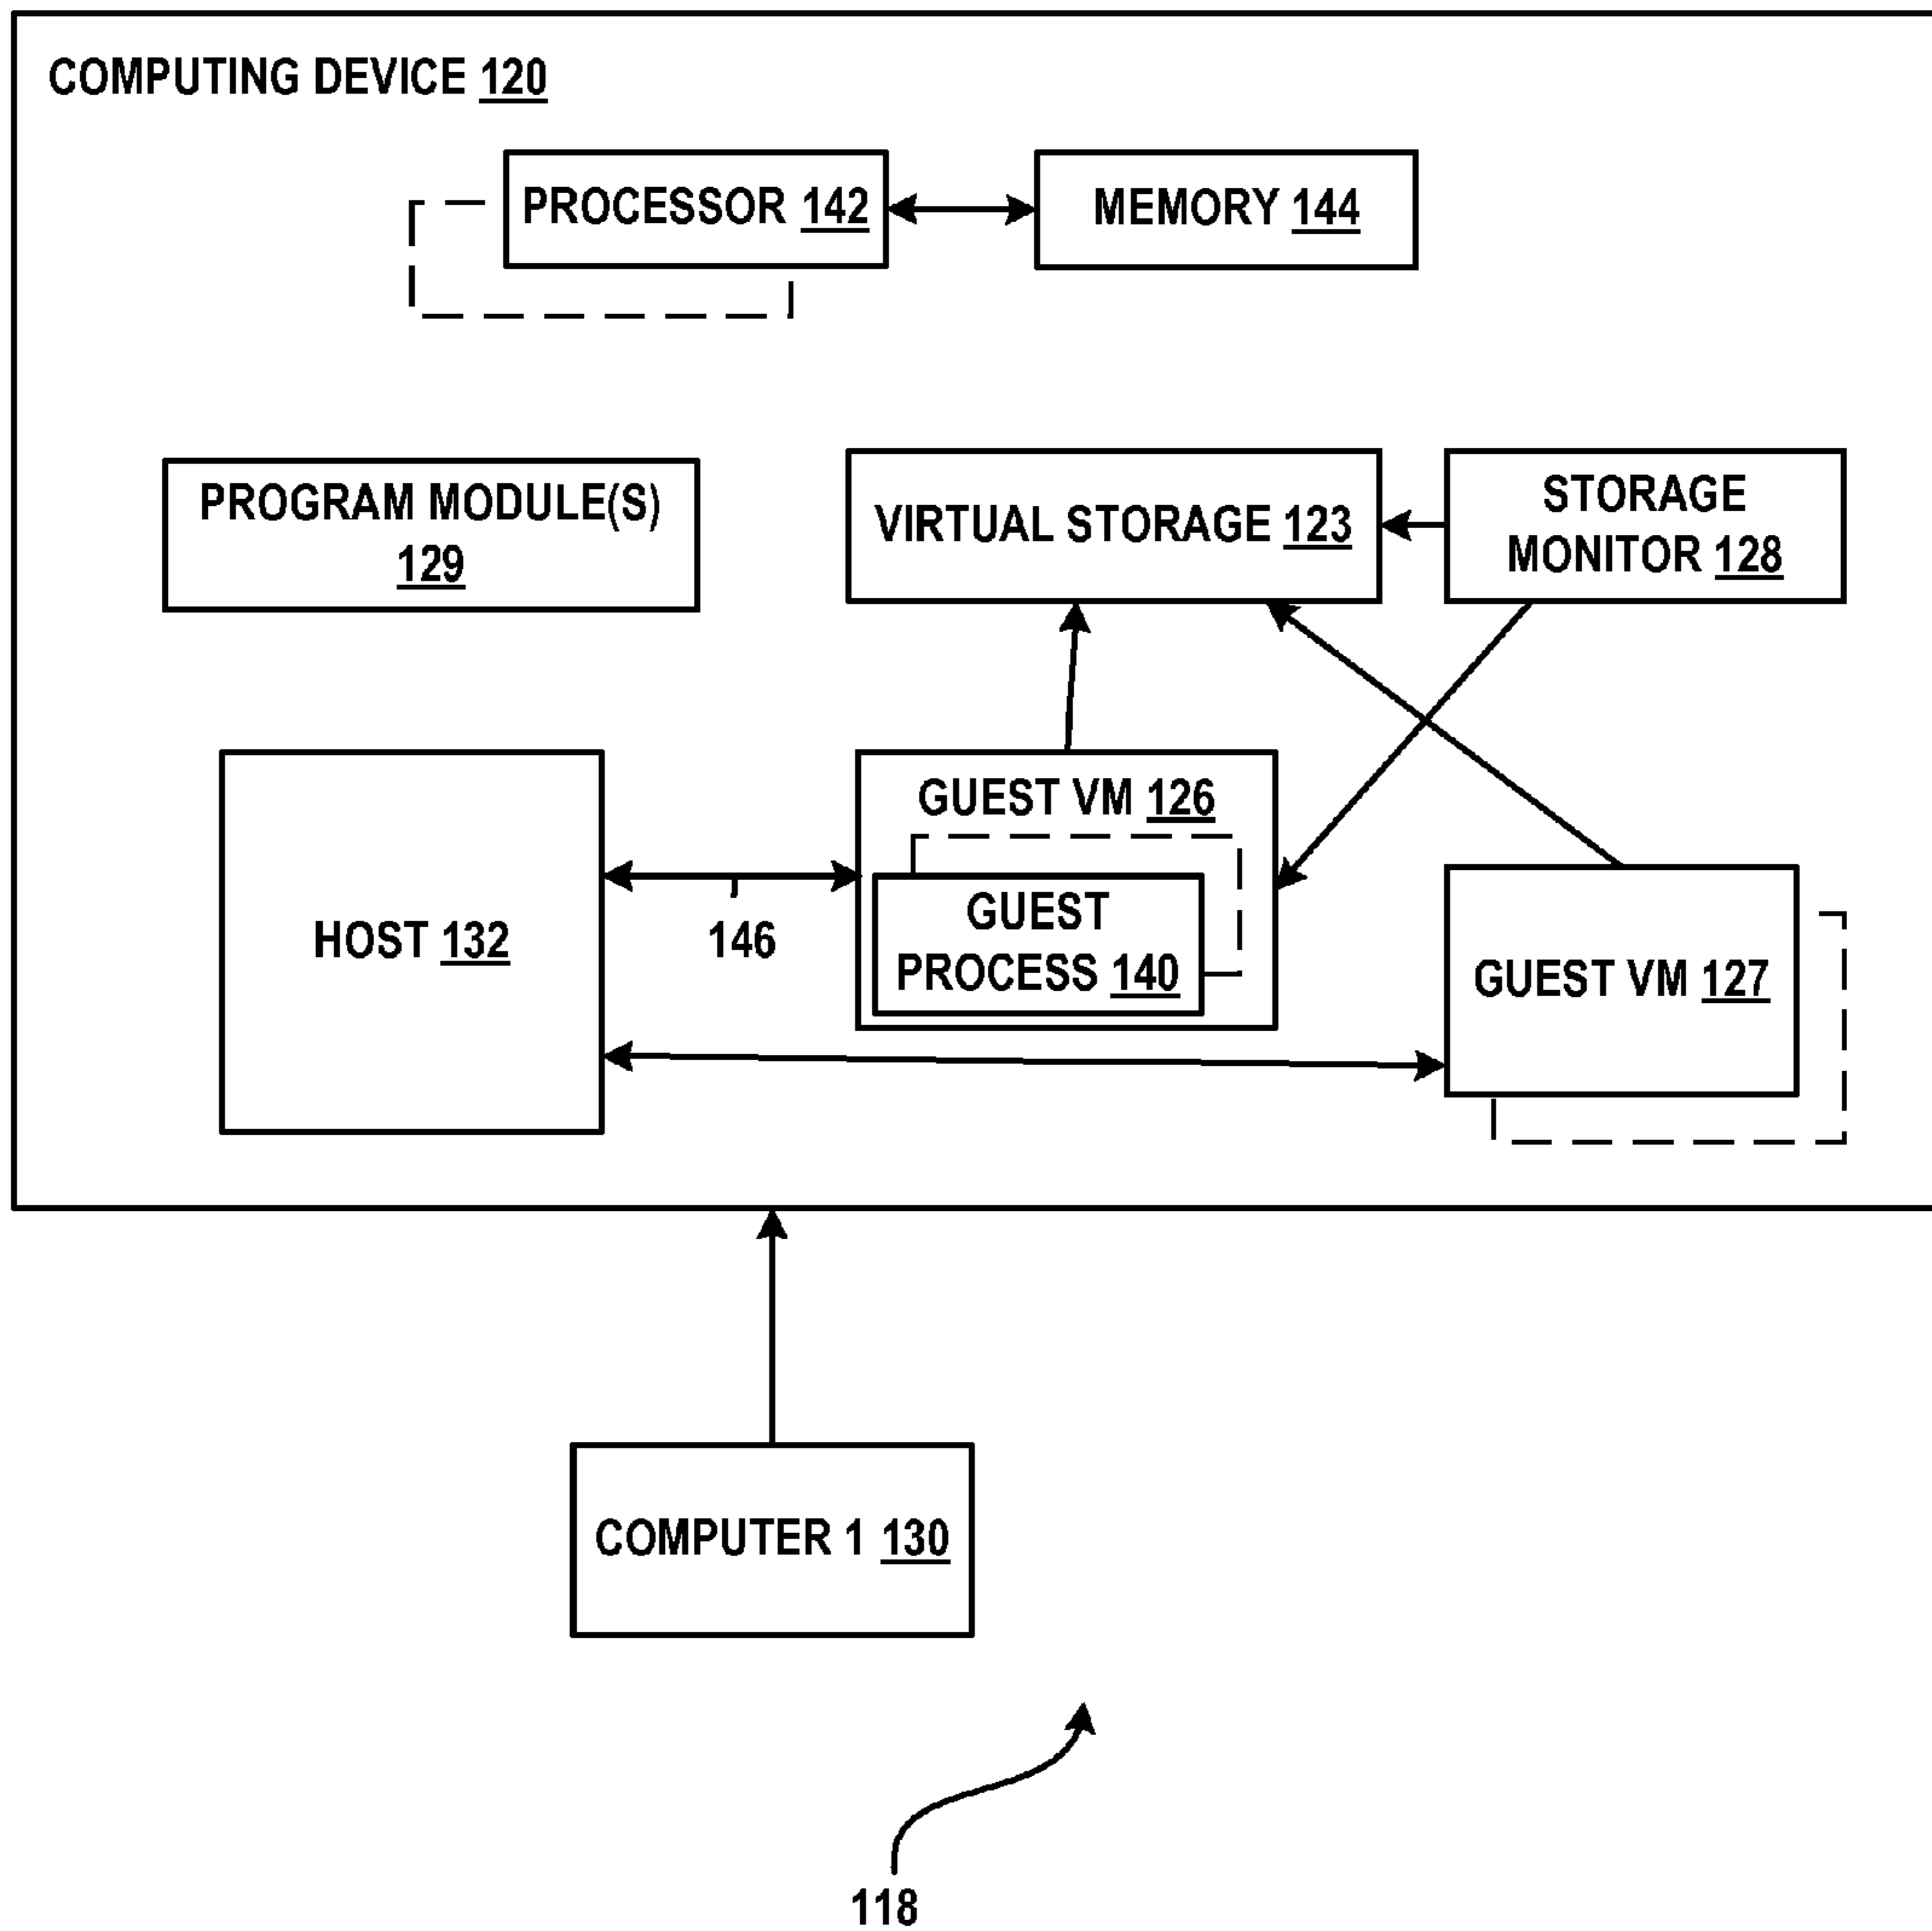 COMPUTING DEVICE 120
PROCESSOR 142
MEMORY 144
PROGRAM MODULE(S)
129
VIRTUAL STORAGE 123
STORAGE
MONITOR 128
HOST 132
146
GUEST VM 126
GUEST
PROCESS 140
GUEST VM 127
COMPUTER 1 130
118